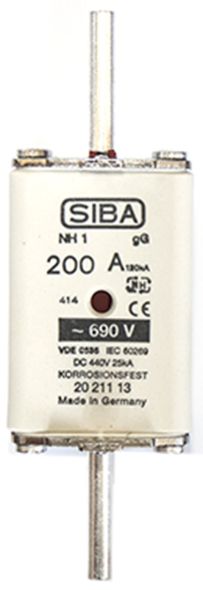 SIBA
NH 1 gG
200 A 120kA
414 CE
~ 690 V
VDE 0636 IEC 60269
DC 440V 25kA
KORROSIONSFEST
20 211 13
Made in Germany